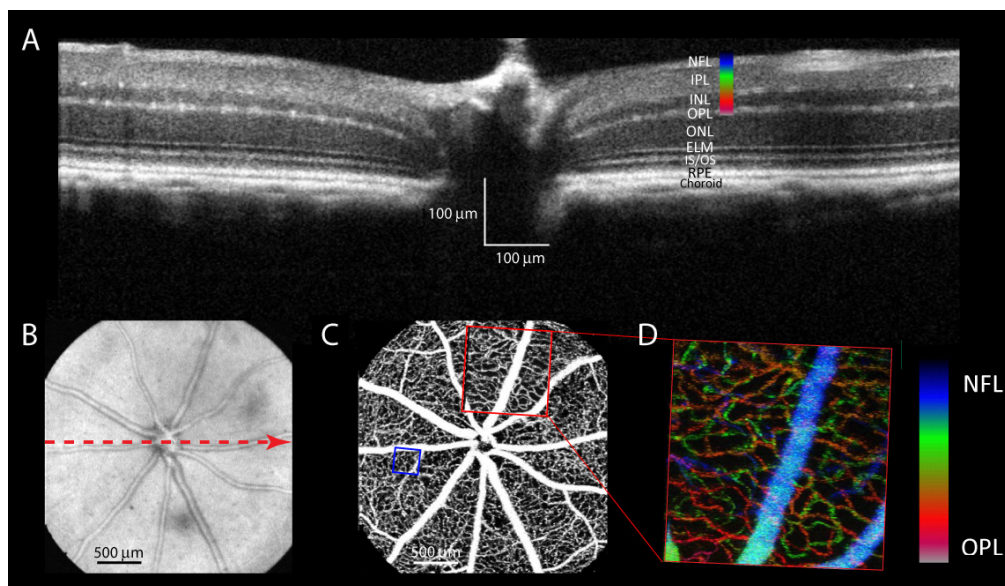 A
NFL
IPL
INL
OPL
ONL
ELM
IS/OS
RPE
Choroid
100 µm
100 µm
B
C
D
NFL
500 µm
500 µm
OPL